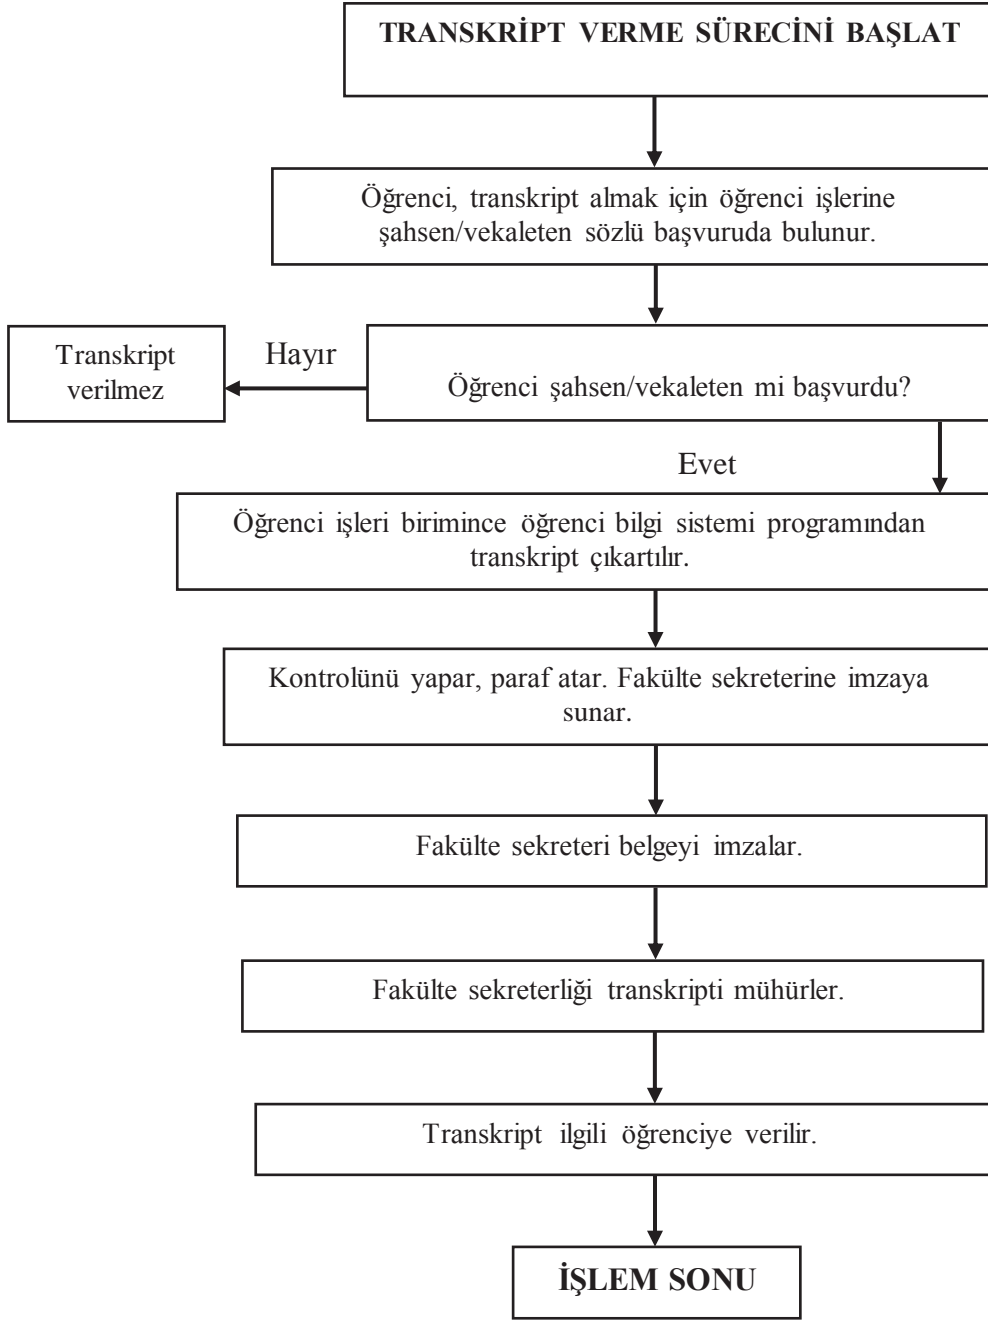 TRANSKRİPT VERME SÜRECİNİ BAŞLAT
Öğrenci, transkript almak için öğrenci işlerine
şahsen/vekaleten sözlü başvuruda bulunur.
Transkript
verilmez
Hayır
Öğrenci şahsen/vekaleten mi başvurdu?
Evet
Öğrenci işleri birimince öğrenci bilgi sistemi programından
transkript çıkartılır.
Kontrolünü yapar, paraf atar. Fakülte sekreterine imzaya
sunar.
Fakülte sekreteri belgeyi imzalar.
Fakülte sekreterliği transkripti mühürler.
Transkript ilgili öğrenciye verilir.
İŞLEM SONU